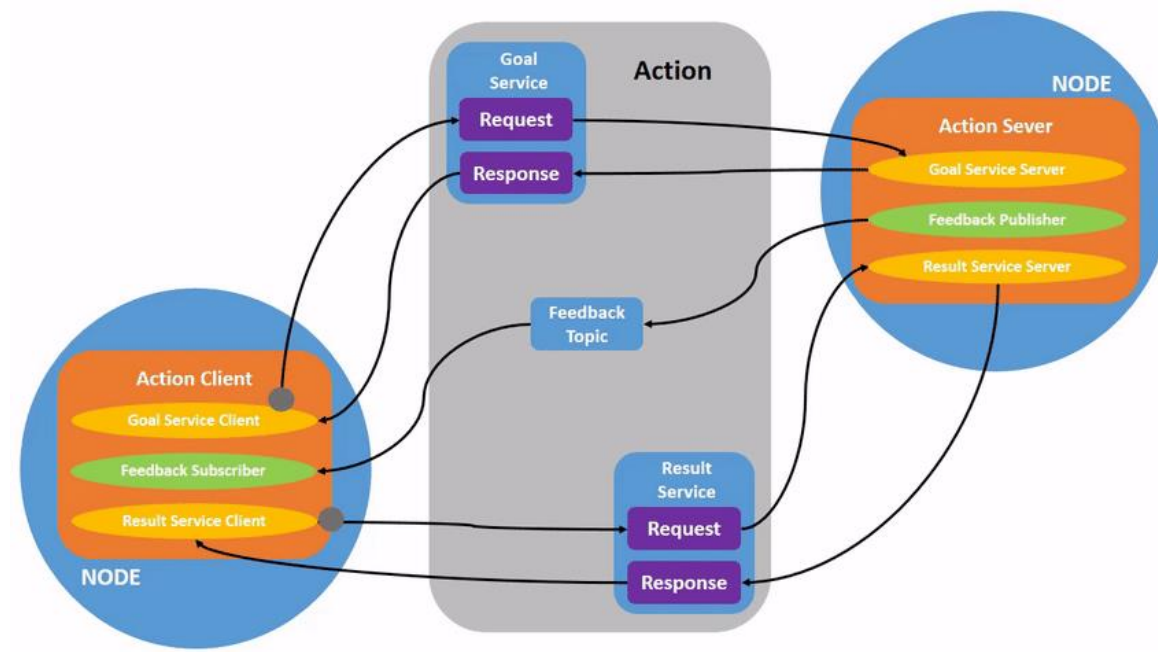 Goal
Service
Action
Request
Response
NODE
Action Sever
Goal Service Server
Feedback Publisher
Result Service Server
Feedback
Topic
Action Client
Goal Service Client
Feedback Subscriber
Result Service Client
NODE
Result
Service
Request
Response